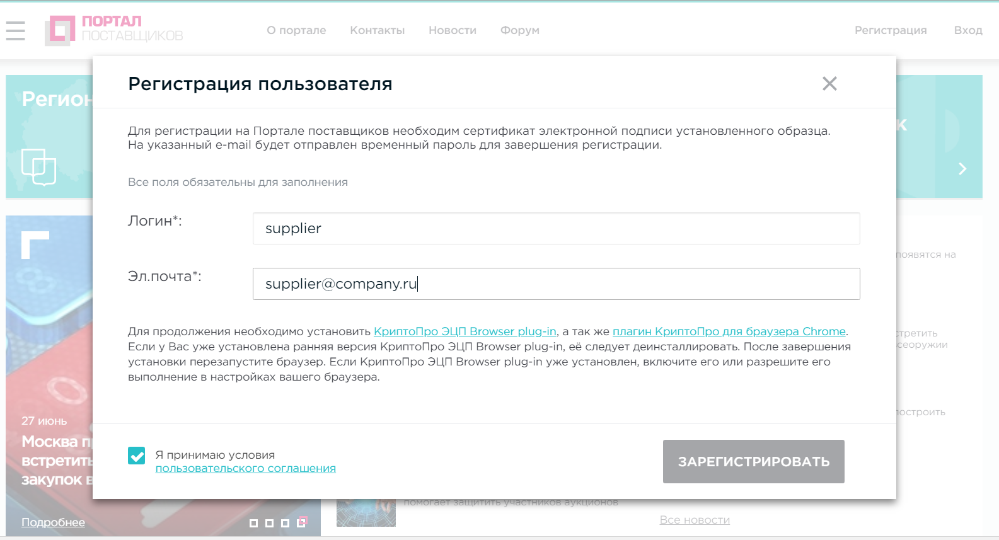 ПОРТАЛ
ПОСТАВЩИКОВ
О портале
Контакты
Новости
Форум
Регистрация
Вход
Регион
к
Регистрация пользователя
Для регистрации на Портале поставщиков необходим сертификат электронной подписи установленного образца.
На указанный e-mail будет отправлен временный пароль для завершения регистрации.
Все поля обязательны для заполнения
Логин*:
supplier
Эл.почта*:
supplier@company.ru
Для продолжения необходимо установить КриптоПро ЭЦП Browser plug-in, а так же плагин КриптоПро для браузера Chrome.
Если у Вас уже установлена ранняя версия КриптоПро ЭЦП Browser plug-in, её следует деинсталлировать. После завершения
установки перезапустите браузер. Если КриптоПро ЭЦП Browser plug-in уже установлен, включите его или разрешите его
выполнение в настройках вашего браузера.
Я принимаю условия
пользовательского соглашения
ЗАРЕГИСТРИРОВАТЬ
появятся на
стретить
сеоружии
построить
27 июнь
Москва п
встретить
закупок в
Подробнее
помогает защитить участников аукционов
Все новости